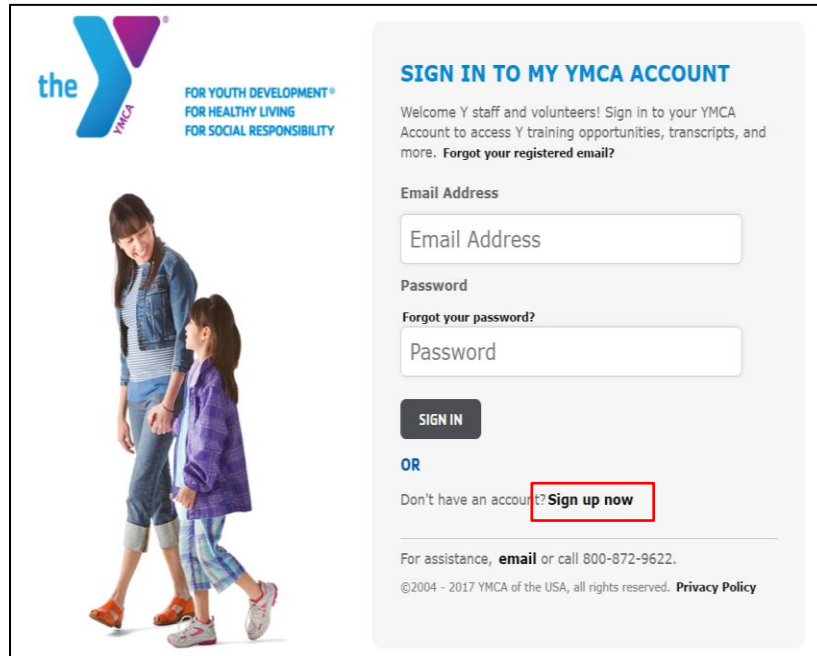 the
YMCA
FOR YOUTH DEVELOPMENT®
FOR HEALTHY LIVING
FOR SOCIAL RESPONSIBILITY
SIGN IN TO MY YMCA ACCOUNT
Welcome Y staff and volunteers! Sign in to your YMCA
Account to access Y training opportunities, transcripts, and
more. Forgot your registered email?
Email Address
Email Address
Password
Forgot your password?
Password
SIGN IN
OR
Don't have an account? Sign up now
For assistance, email or call 800-872-9622.
©2004 - 2017 YMCA of the USA, all rights reserved. Privacy Policy